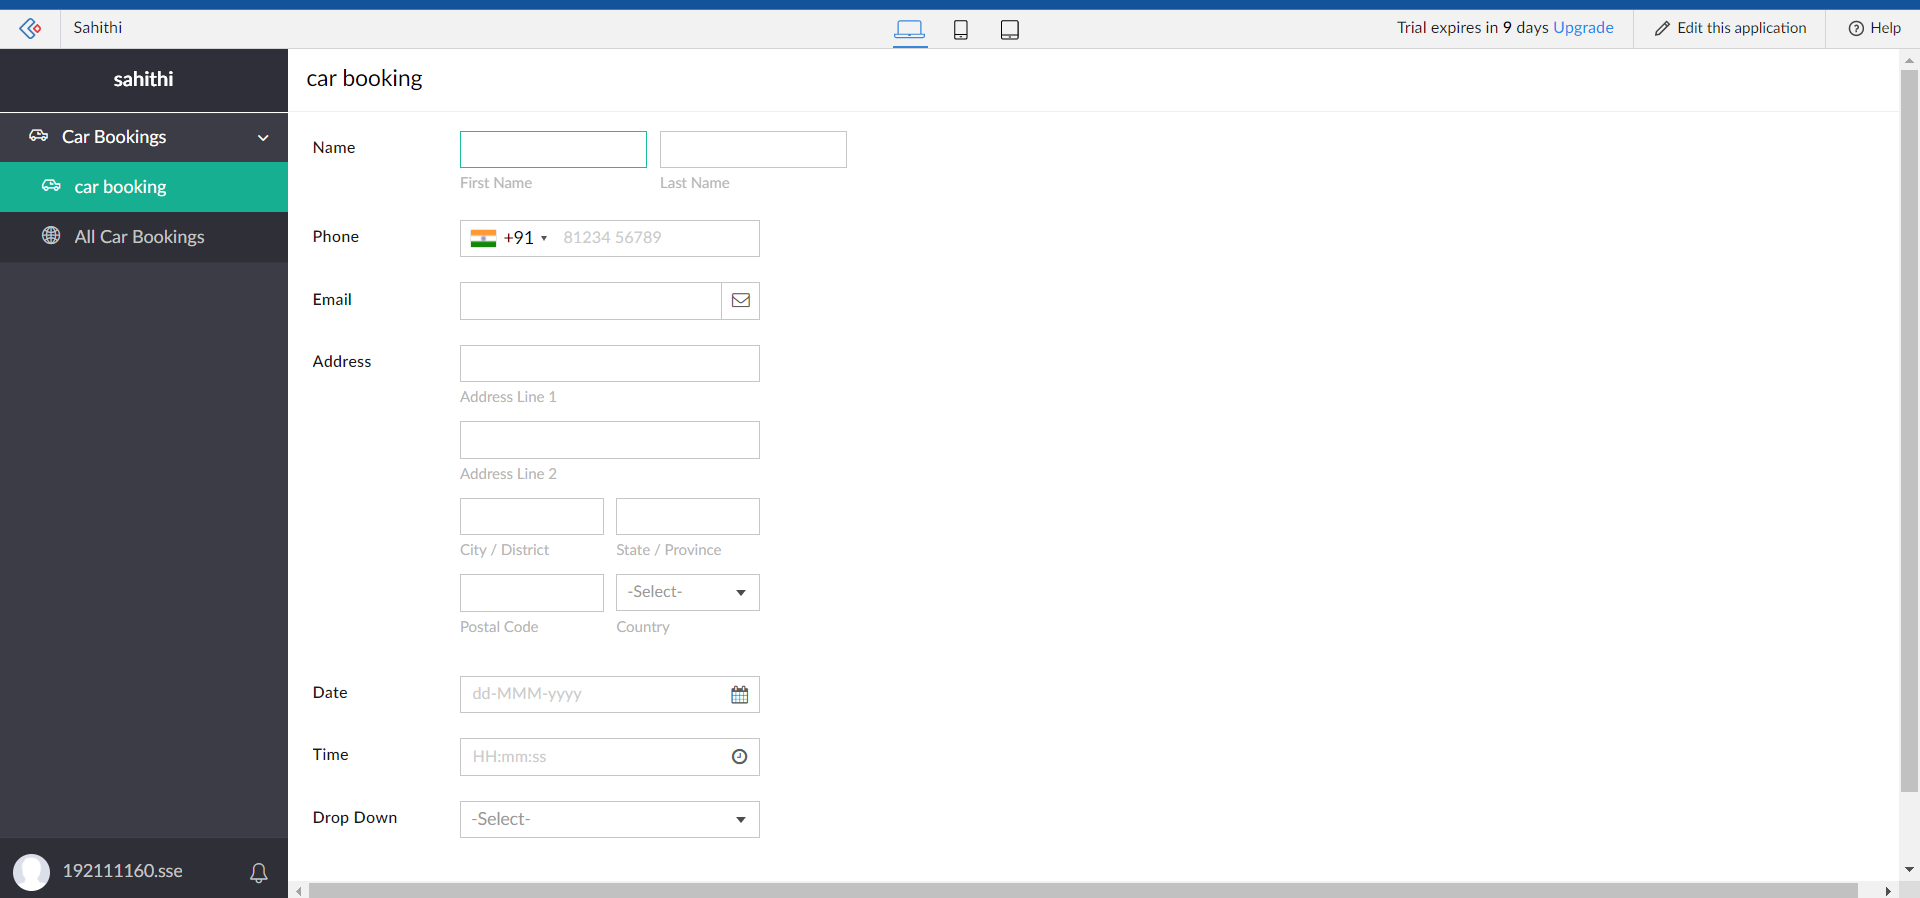 Sahithi
Trial expires in 9 days Upgrade
Edit this application
Help
sahithi
Car Bookings
car booking
All Car Bookings
192111160.sse
car booking
Name
First Name
Last Name
Phone
+91
81234 56789
Email
Address
Address Line 1
Address Line 2
City / District
State / Province
-Select-
Postal Code
Country
Date
dd-MMM-yyyy
Time
HH:mm:ss
Drop Down
-Select-